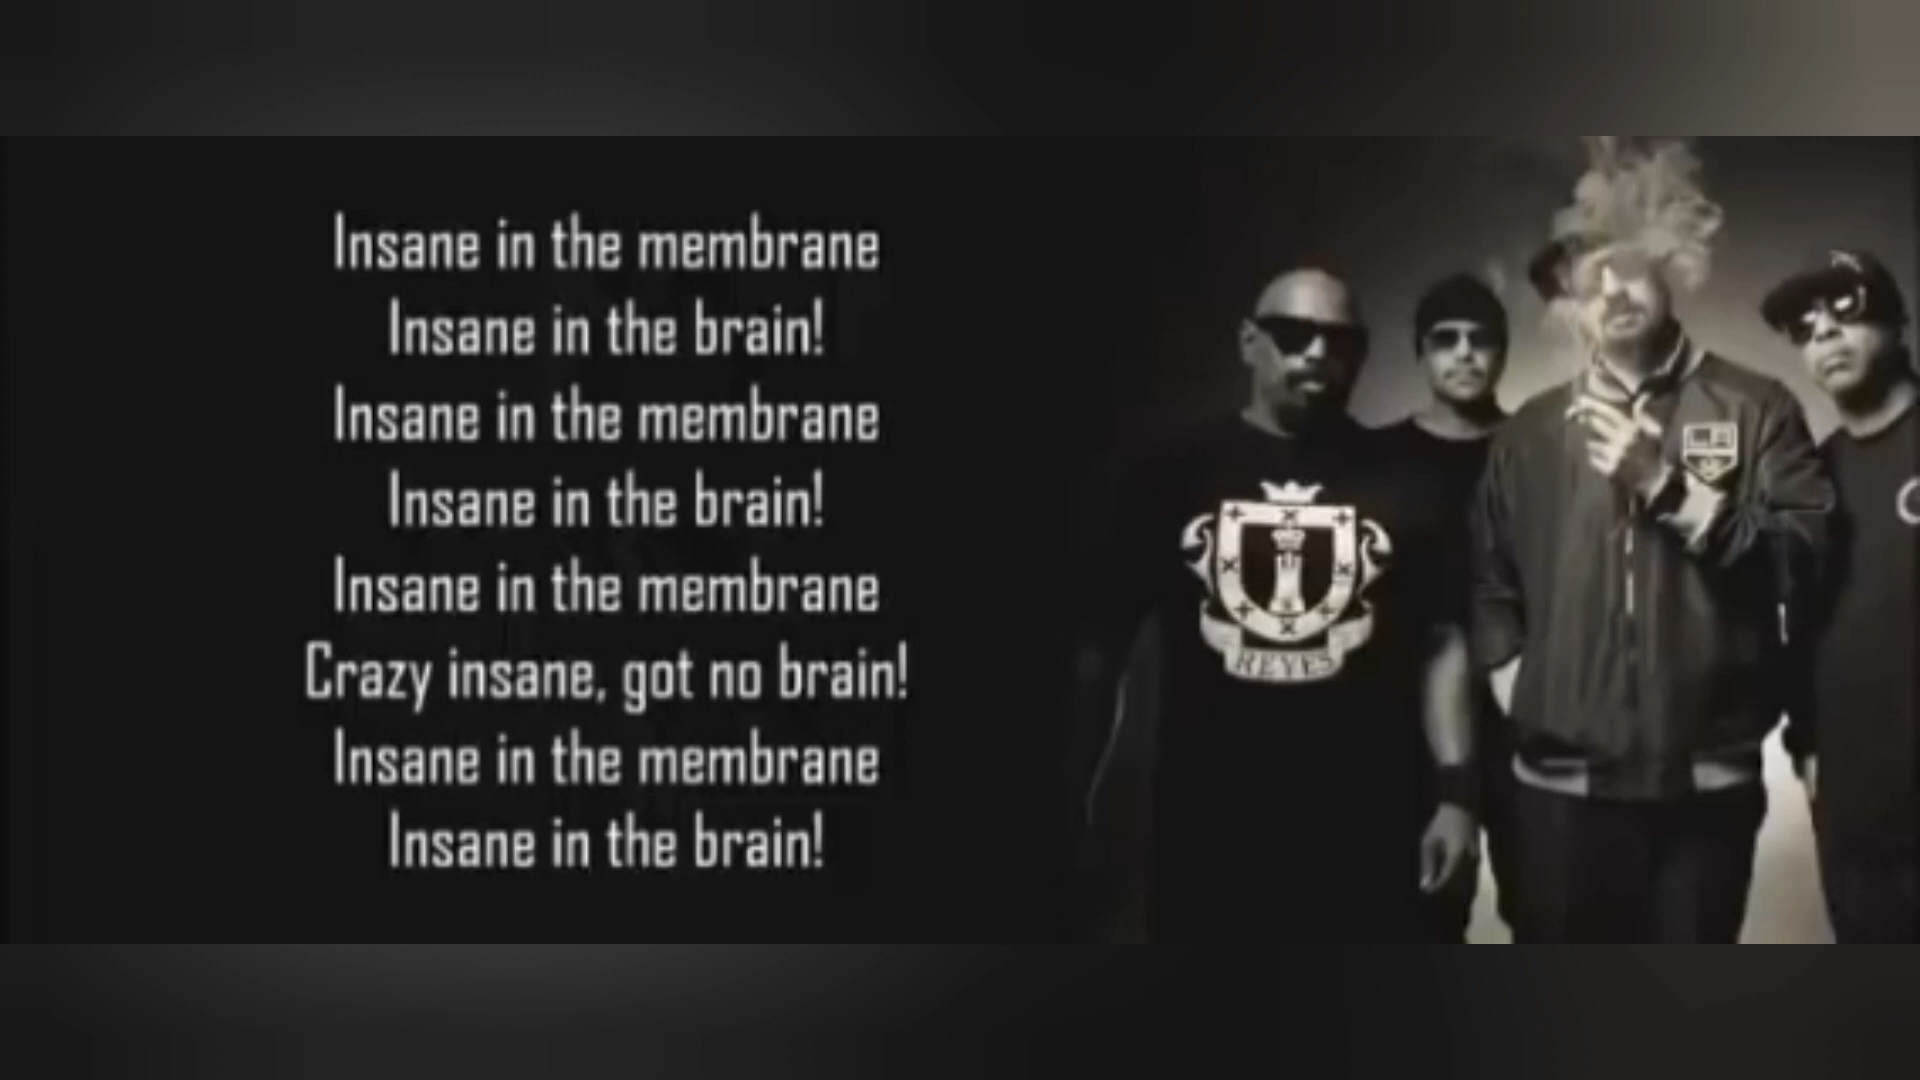 Insane in the membrane
Insane in the brain!
Insane in the membrane
Insane in the brain!
Insane in the membrane
Crazy insane, got no brain!
Insane in the membrane
Insane in the brain!
REYES